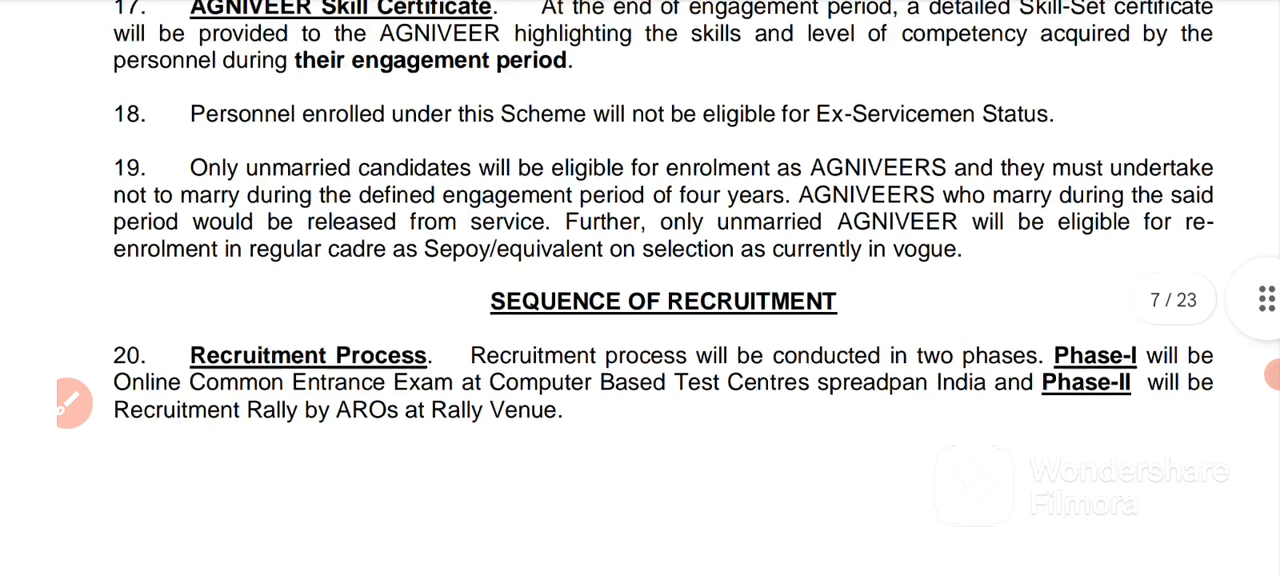 17. AGNIVEER Skill Certificate. At the end of engagement period, a detailed Skill-Set certificate
will be provided to the AGNIVEER highlighting the skills and level of competency acquired by the
personnel during their engagement period.
18. Personnel enrolled under this Scheme will not be eligible for Ex-Servicemen Status.
19. Only unmarried candidates will be eligible for enrolment as AGNIVEERS and they must undertake
not to marry during the defined engagement period of four years. AGNIVEERS who marry during the said
period would be released from service. Further, only unmarried AGNIVEER will be eligible for re-
enrolment in regular cadre as Sepoy/equivalent on selection as currently in vogue.
SEQUENCE OF RECRUITMENT
7 / 23
20. Recruitment Process. Recruitment process will be conducted in two phases. Phase-I will be
Online Common Entrance Exam at Computer Based Test Centres spreadpan India and Phase-II will be
Recruitment Rally by AROs at Rally Venue.
Wondershare
Filmora